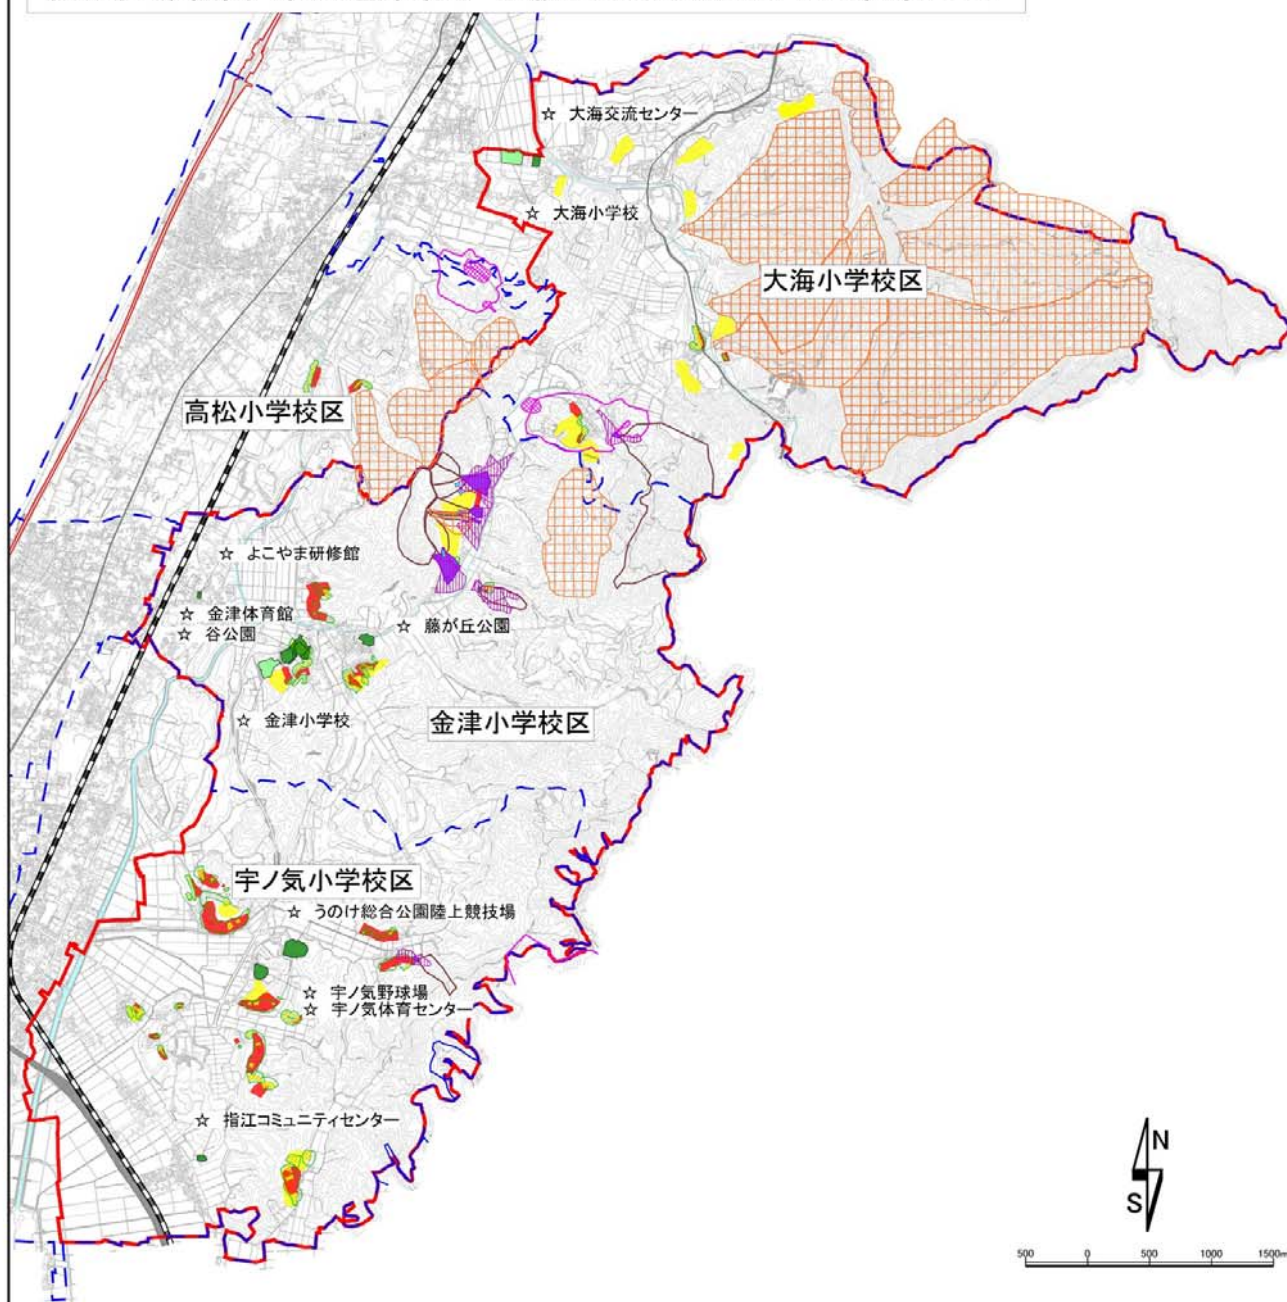 ☆ 大海交流センター
☆ 大海小学校
大海小学校区
高松小学校区
☆ よこやま研修館
☆ 金津体育館
☆ 谷公園
☆ 藤が丘公園
☆ 金津小学校
金津小学校区
宇ノ気小学校区
☆ うのけ総合公園陸上競技場
☆ 宇ノ気野球場
☆ 宇ノ気体育センター
☆ 指江コミュニティセンター
N
S
500 0 500 1000 1500m